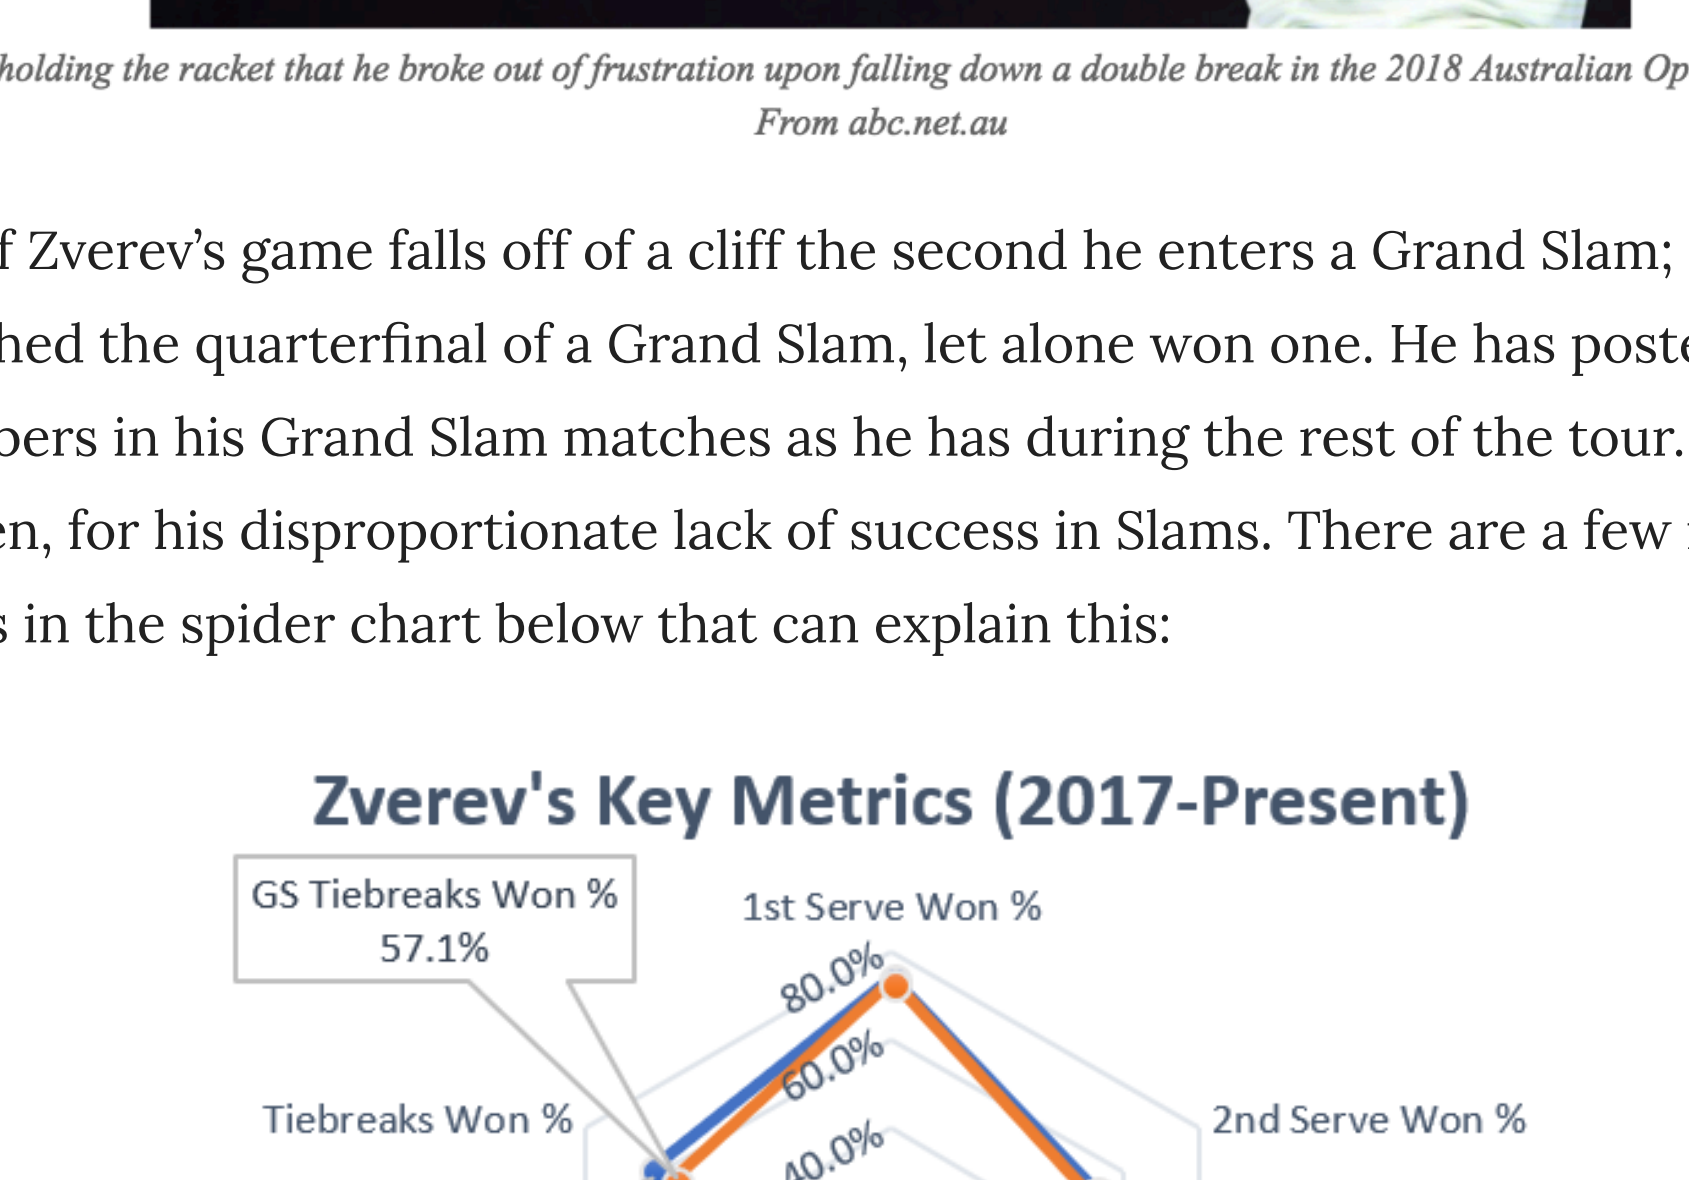 holding the racket that he broke out of frustration upon falling down a double break in the 2018 Australian Op
From abc.net.au
f Zverev’s game falls off of a cliff the second he enters a Grand Slam;
hed the quarterfinal of a Grand Slam, let alone won one. He has poste
bers in his Grand Slam matches as he has during the rest of the tour.
en, for his disproportionate lack of success in Slams. There are a few
s in the spider chart below that can explain this:
Zverev's Key Metrics (2017-Present)
GS Tiebreaks Won %
57.1%
1st Serve Won %
80.0%
60.0%
Tiebreaks Won %
2nd Serve Won %
40.0%